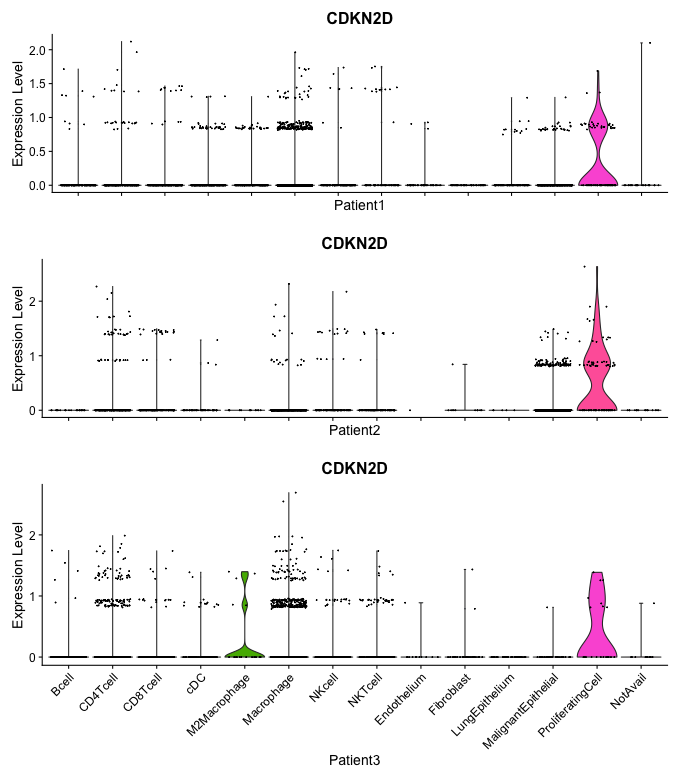 CDKN2D
Expression Level
2.0
1.5
1.0
0.5
0.0
Patient1
CDKN2D
Expression Level
2
1
0
Patient2
CDKN2D
Expression Level
2
1
0
Bcell
CD4Tcell
CD8Tcell
cDC
M2Macrophage
Macrophage
NKcell
NKTcell
Endothelium
Fibroblast
LungEpithelium
MalignantEpithelial
ProliferatingCell
NotAvail
Patient3